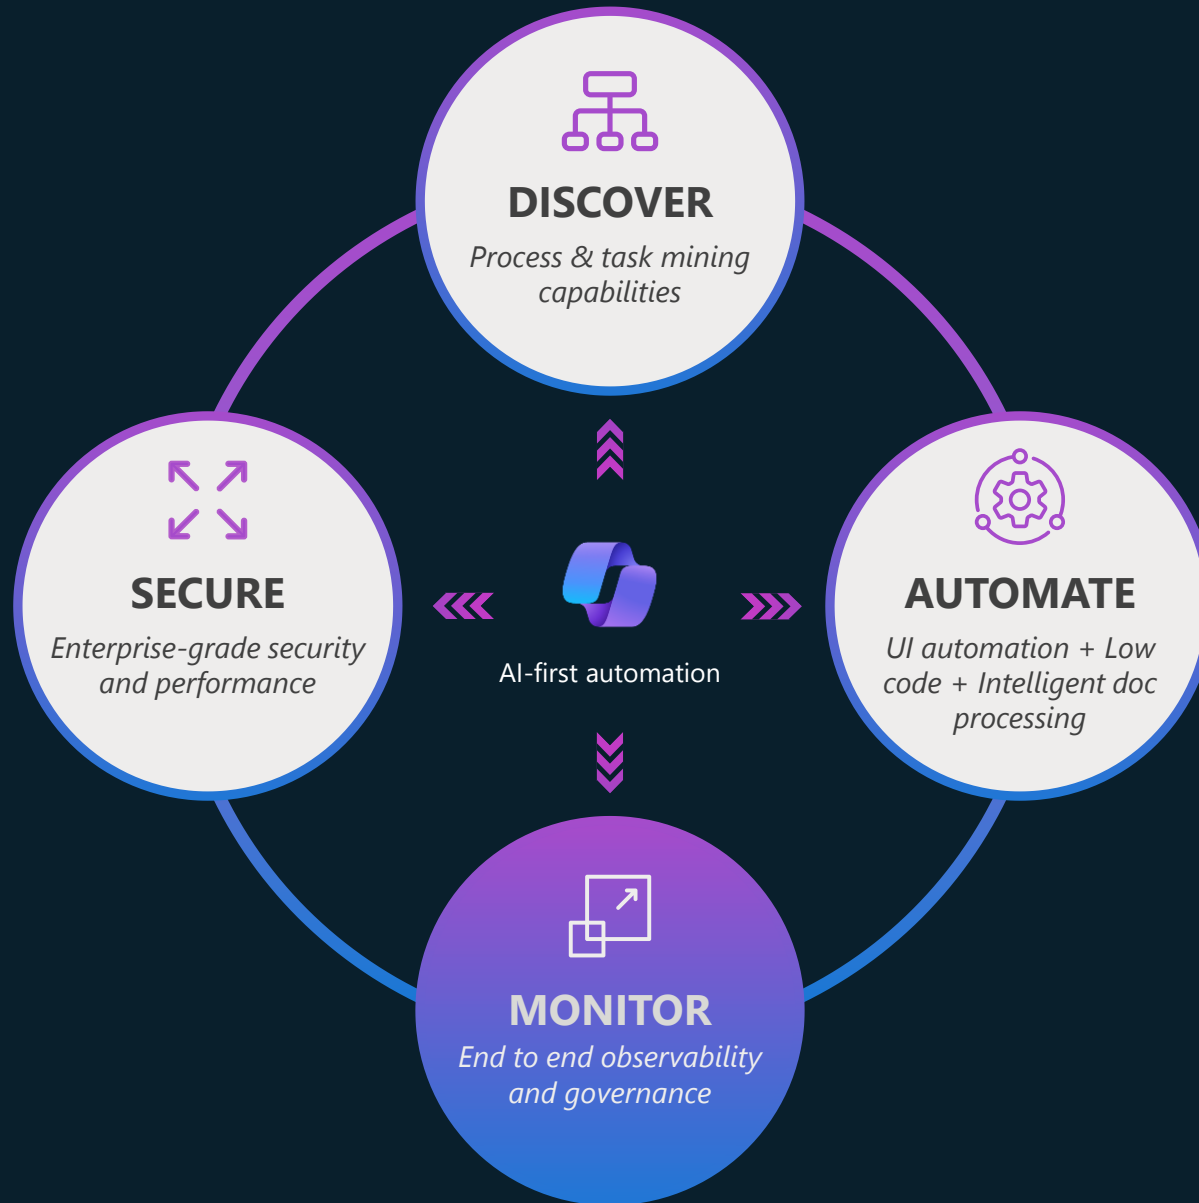 DISCOVER
Process & task mining
capabilities
SECURE
Enterprise-grade security
and performance
AI-first automation
AUTOMATE
UI automation + Low
code + Intelligent doc
processing
MONITOR
End to end observability
and governance